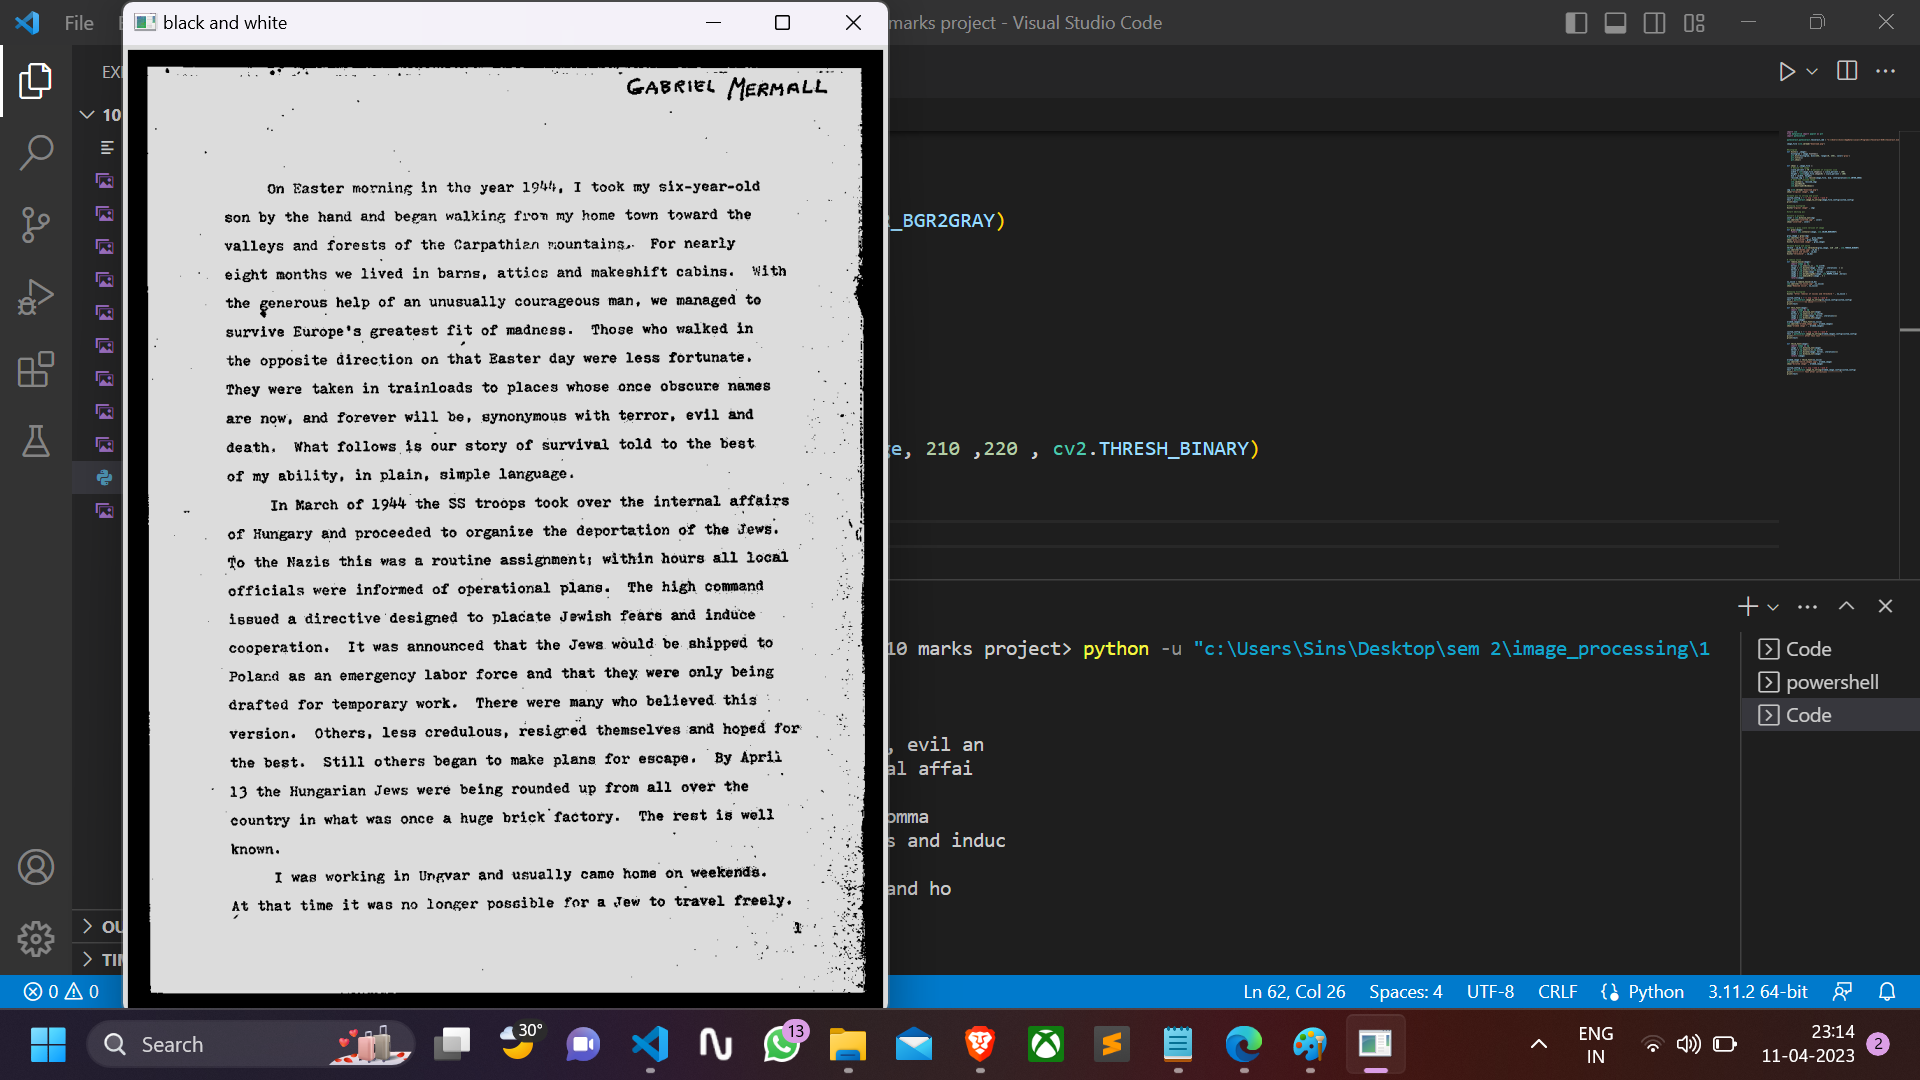 black and white
File
marks project - Visual Studio Code
EX
10
GABRIEL MERMALL
On Easter morning in the year 1944, I took my six-year-old
son by the hand and began walking from my home town toward the
valleys and forests of the Carpathian mountains. For nearly
eight months we lived in barns, attics and makeshift cabins. With
the generous help of an unusually courageous man, we managed to
survive Europe's greatest fit of madness. Those who walked in
the opposite direction on that Easter day were less fortunate.
They were taken in trainloads to places whose once obscure names
are now, and forever will be, synonymous with terror, evil and
death. What follows is our story of survival told to the best
of my ability, in plain, simple language.
In March of 1944 the SS troops took over the internal affairs
of Hungary and proceeded to organize the deportation of the Jews.
To the Nazis this was a routine assignment; within hours all local
officials were informed of operational plans. The high command
issued a directive designed to placate Jewish fears and induce
cooperation. It was announced that the Jews would be shipped to
Poland as an emergency labor force and that they were only being
drafted for temporary work. There were many who believed this
version. Others, less credulous, resigred themselves and hoped for
the best. Still others began to make plans for escape. By April
13 the Hungarian Jews were being rounded up from all over the
country in what was once a huge brick factory. The rest is well
known.
I was working in Ungvar and usually came home on weekends.
At that time it was no longer possible for a Jew to travel freely.
1
_BGR2GRAY)
e, 210 ,220 , cv2.THRESH_BINARY)
10 marks project> python -u "c:\Users\Sins\Desktop\sem 2\image_processing\1
, evil an
al affai
omma
s and induc
and ho
Code
powershell
Code
OU
TIM
0 0
Ln 62, Col 26 Spaces: 4 UTF-8 CRLF Python 3.11.2 64-bit
Search
30°
13
ENG
IN
23:14
11-04-2023
2